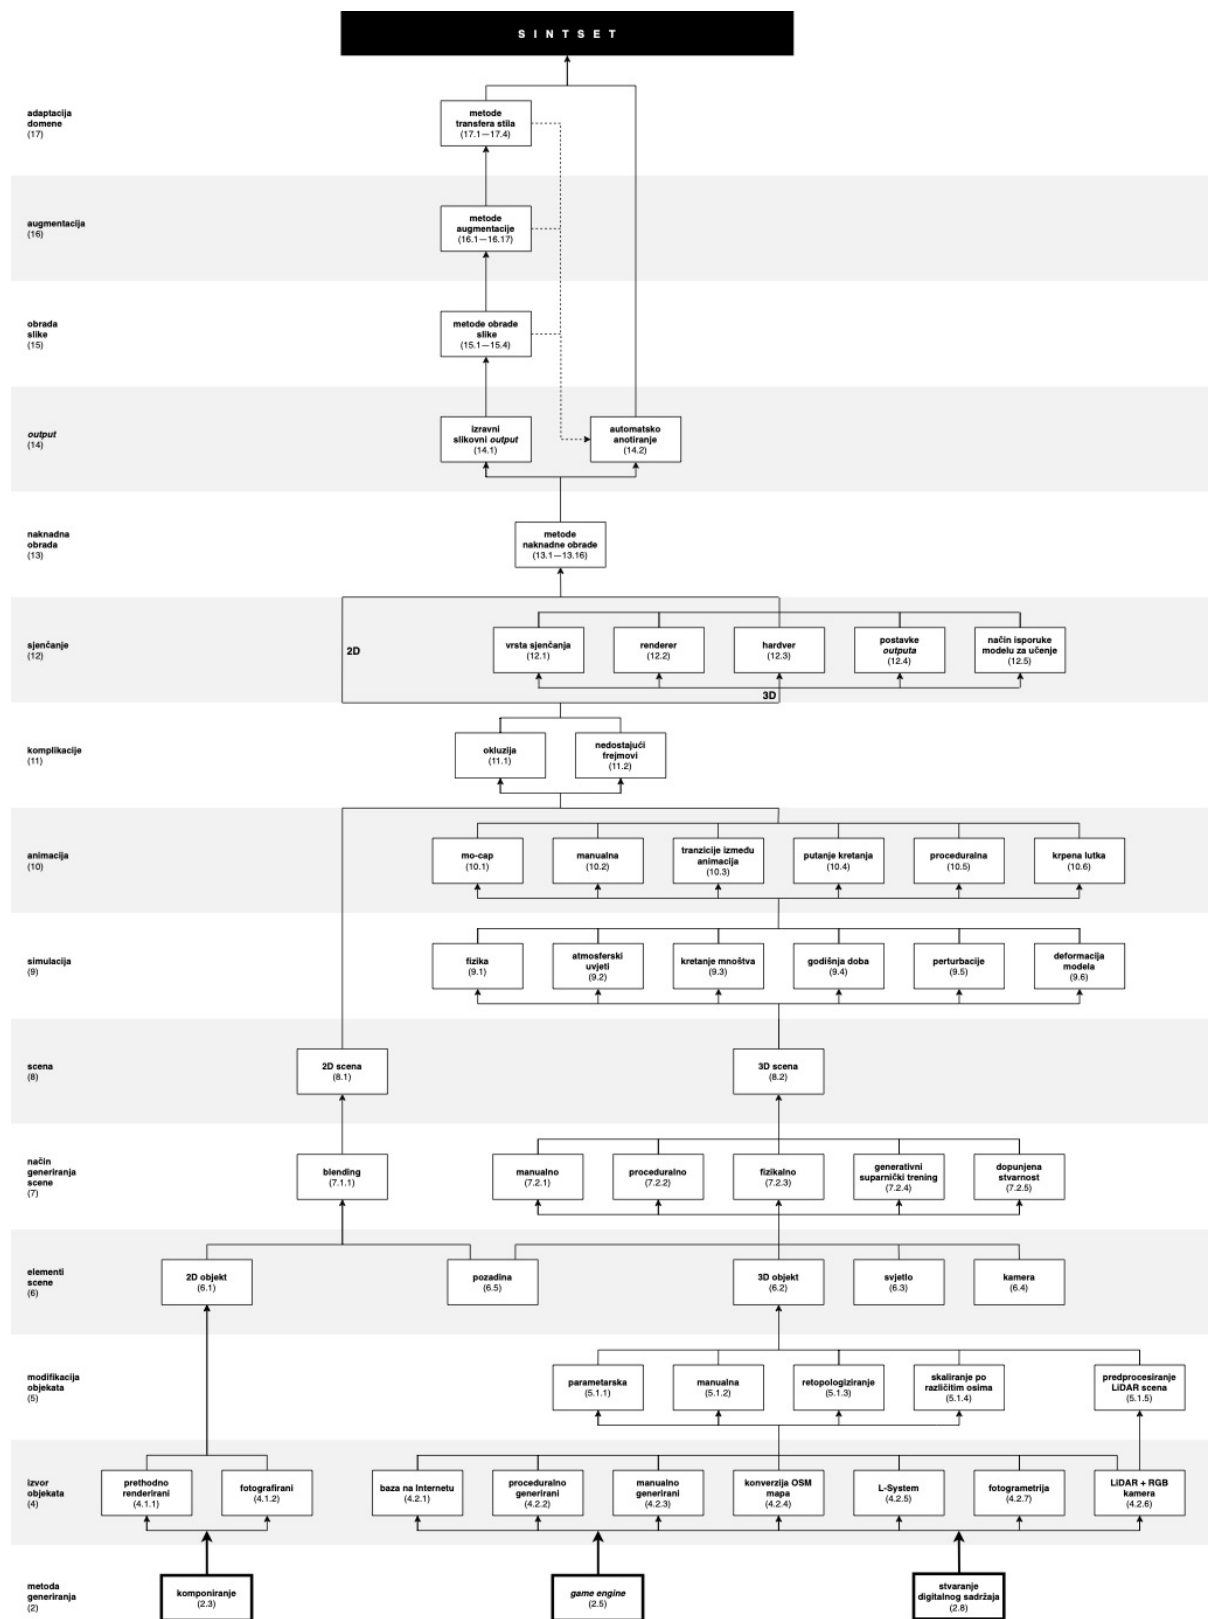 S I N T S E T
adaptacija
domene
(17)
metode
transfera stila
(17.1—17.4)
augmentacija
(16)
metode
augmentacije
(16.1—16.17)
obrada
slike
(15)
metode obrade
slike
(15.1—15.4)
output
(14)
izravni
slikovni output
(14.1)
automatsko
anotiranje
(14.2)
naknadna
obrada
(13)
metode
naknadne obrade
(13.1—13.16)
sjenčanje
(12)
2D
vrsta sjenčanja
(12.1)
renderer
(12.2)
hardver
(12.3)
postavke
outputa
(12.4)
način isporuke
modelu za učenje
(12.5)
3D
komplikacije
(11)
okluzija
(11.1)
nedostajući
frejmovi
(11.2)
animacija
(10)
mo-cap
(10.1)
manualna
(10.2)
tranzicije između
animacija
(10.3)
putanje kretanja
(10.4)
proceduralna
(10.5)
krpena lutka
(10.6)
simulacija
(9)
fizika
(9.1)
atmosferski
uvjeti
(9.2)
kretanje mnoštva
(9.3)
godišnja doba
(9.4)
perturbacije
(9.5)
deformacija
modela
(9.6)
scena
(8)
2D scena
(8.1)
3D scena
(8.2)
način
generiranja
scene
(7)
blending
(7.1.1)
manualno
(7.2.1)
proceduralno
(7.2.2)
fizikalno
(7.2.3)
generativni
suparnički trening
(7.2.4)
dopunjena
stvarnost
(7.2.5)
elementi
scene
(6)
2D objekt
(6.1)
pozadina
(6.5)
3D objekt
(6.2)
svjetlo
(6.3)
kamera
(6.4)
modifikacija
objekata
(5)
parametarska
(5.1.1)
manualna
(5.1.2)
retopologiziranje
(5.1.3)
skaliranje po
različitim osima
(5.1.4)
predprocesiranje
LiDAR scena
(5.1.5)
izvor
objekata
(4)
prethodno
renderirani
(4.1.1)
fotografirani
(4.1.2)
baza na Internetu
(4.2.1)
proceduralno
generirani
(4.2.2)
manualno
generirani
(4.2.3)
konverzija OSM
mapa
(4.2.4)
L-System
(4.2.5)
fotogrametrija
(4.2.7)
LiDAR + RGB
kamera
(4.2.6)
metoda
generiranja
(2)
komponiranje
(2.3)
game engine
(2.5)
stvaranje
digitalnog sadržaja
(2.8)